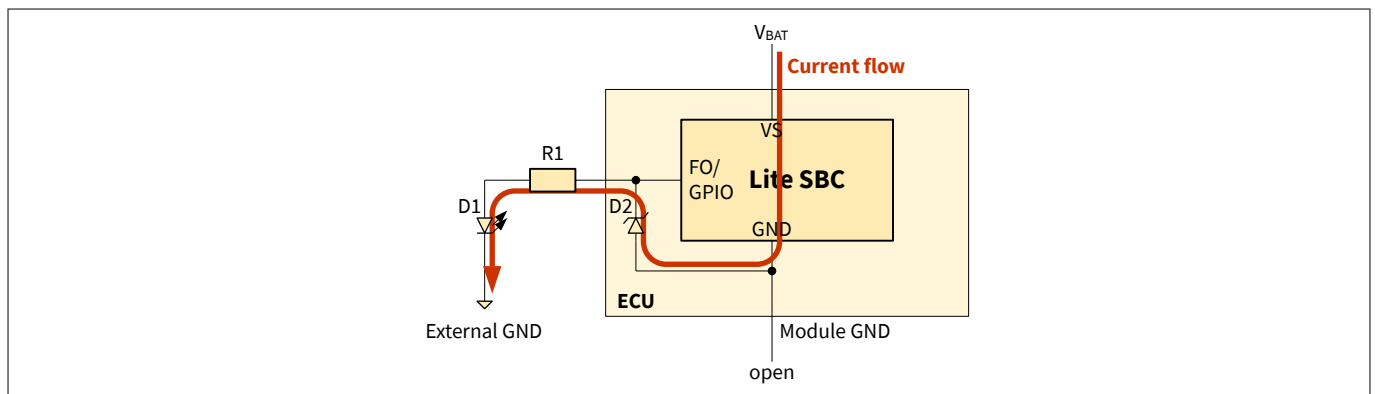 VBAT
Current flow
VS
R1
FO/
GPIO
Lite SBC
D1
D2
GND
ECU
External GND
Module GND
open